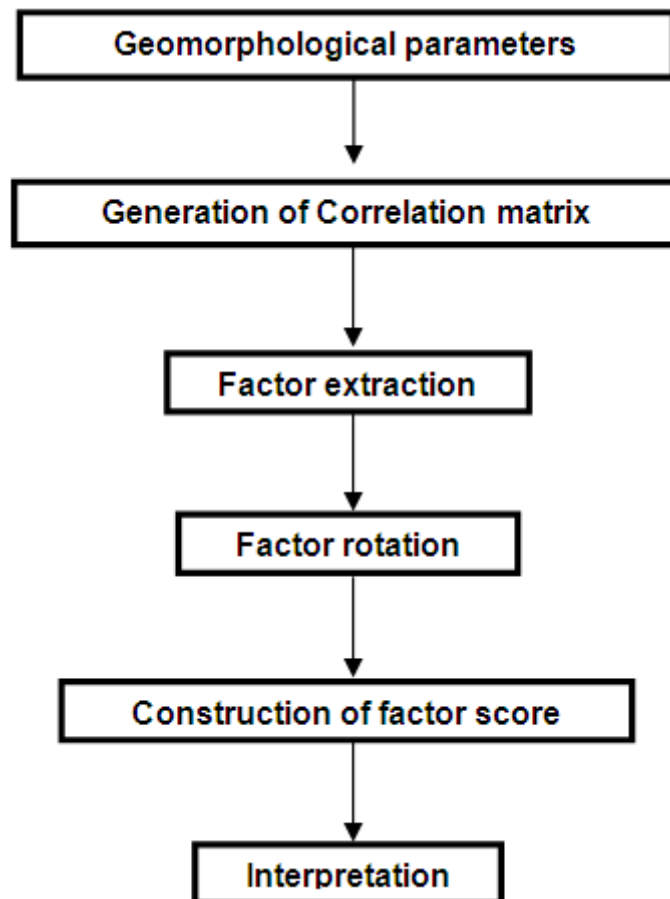 Geomorphological parameters
Generation of Correlation matrix
Factor extraction
Factor rotation
Construction of factor score
Interpretation